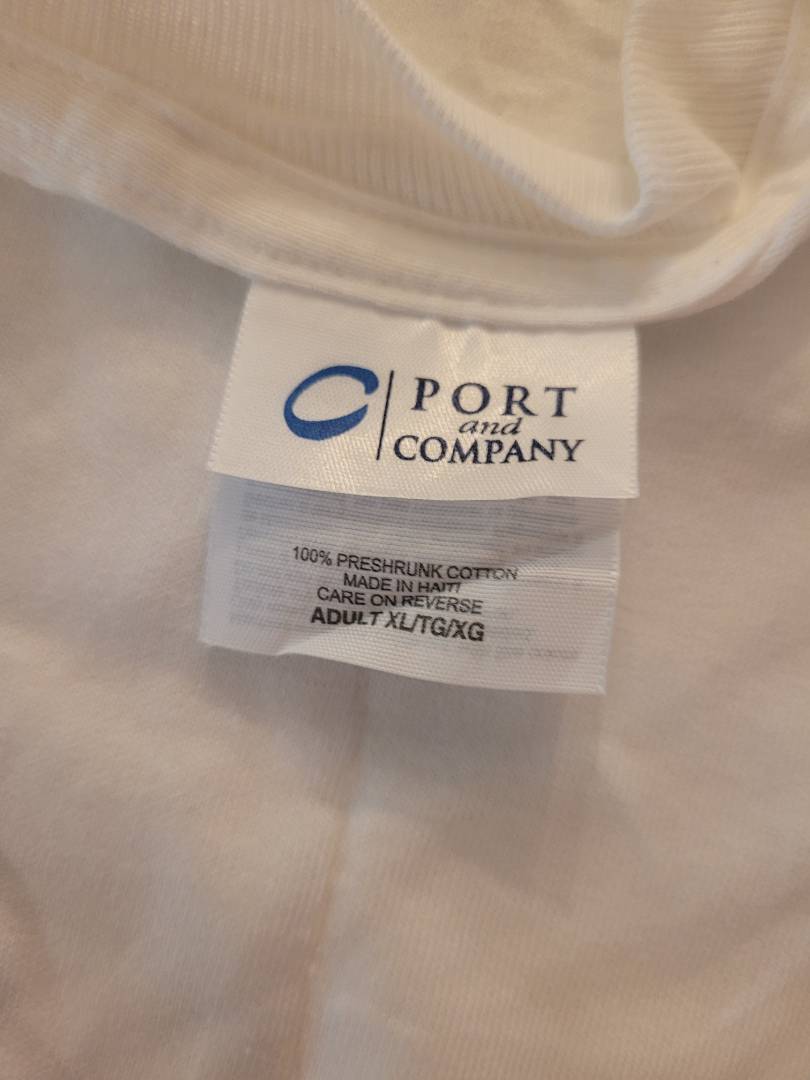 PORT
and
COMPANY
100% PRESHRUNK COTTON
MADE IN HAITI
CARE ON REVERSE
ADULT XL/TG/XG